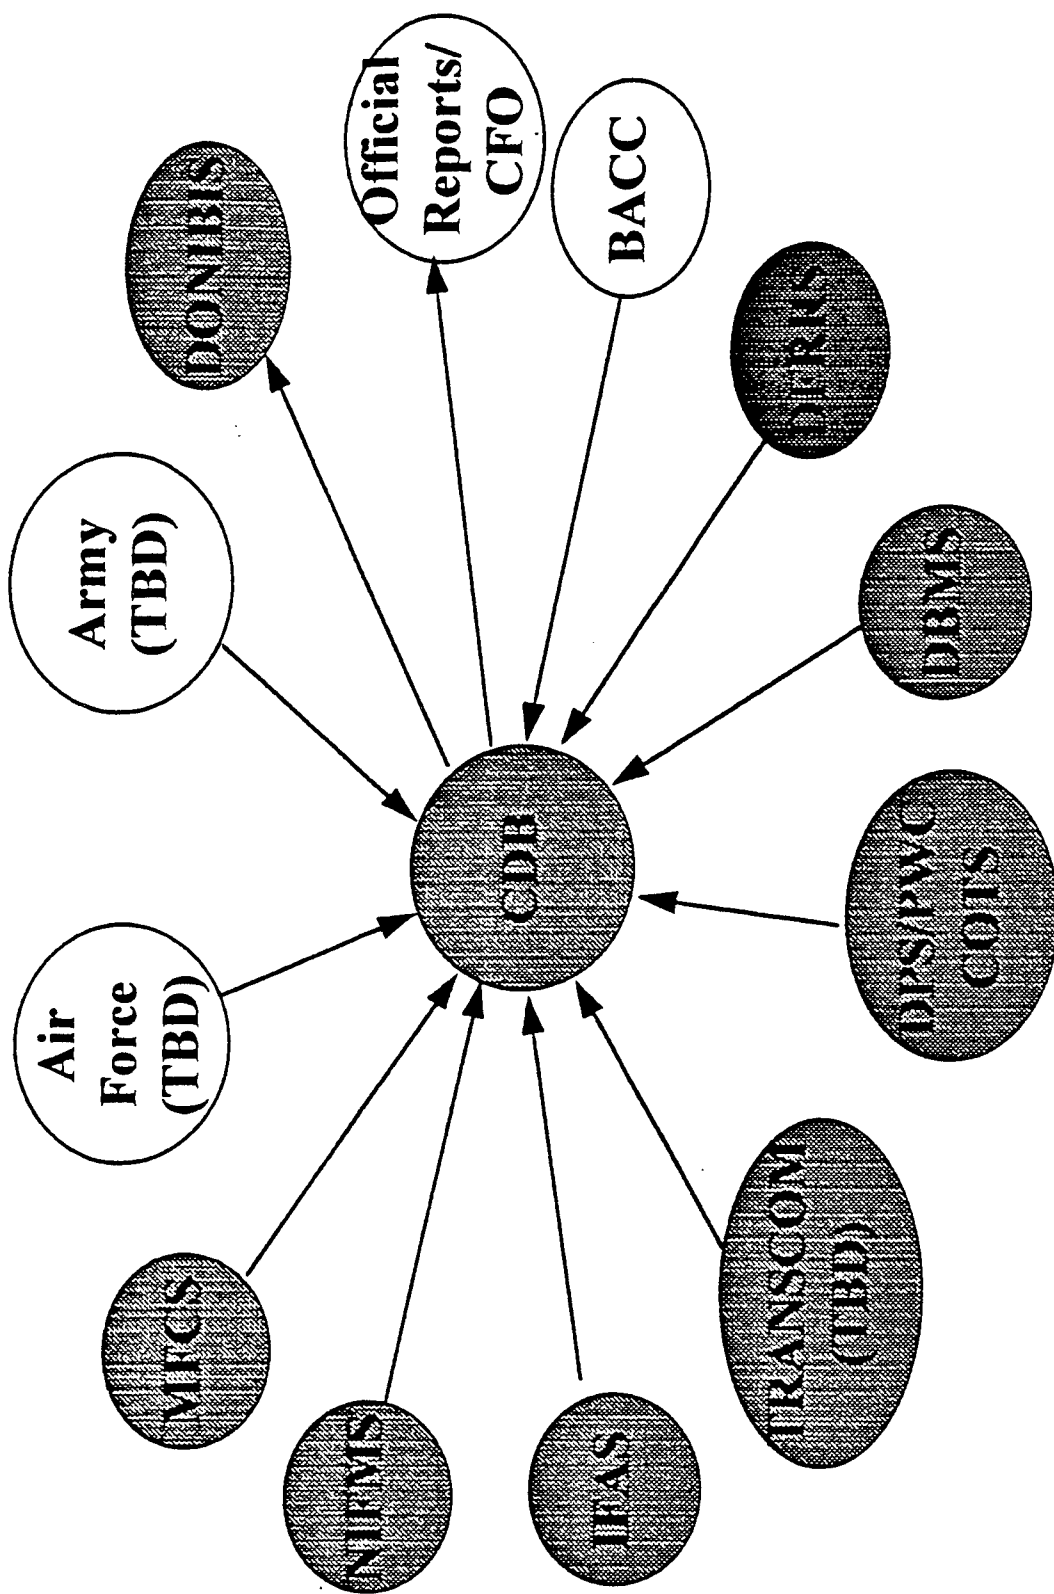 Air
Force
(TBD)
Army
(TBD)
DONIBIS
MFCS
Official
Reports/
CFO
NIFMS
CDB
BACC
IFAS
DFRRS
TRANSCOM
(TBD)
DPS/PWC
COTS
DBMS